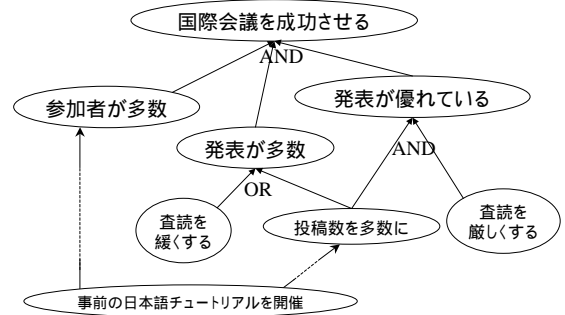 国際会議を成功させる
AND
参加者が多数
発表が優れている
発表が多数
AND
OR
査読を
緩くする
投稿数を多数に
査読を
厳しくする
事前の日本語チュートリアルを開催